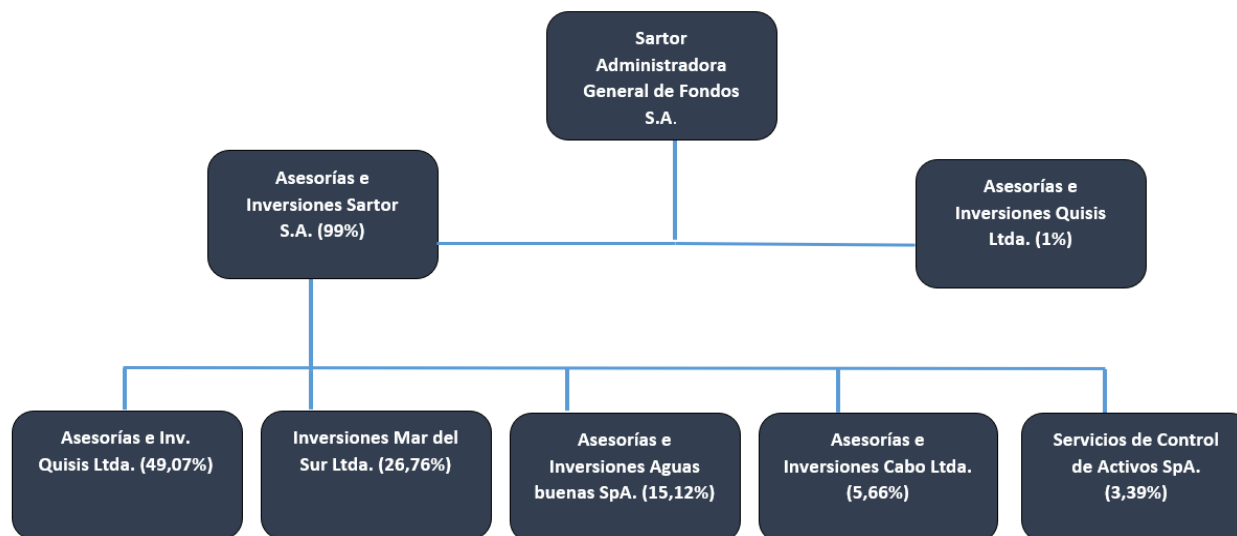 Sartor
Administradora
General de Fondos
S.A.
Asesorías e
Inversiones Sartor
S.A. (99%)
Asesorías e
Inversiones Quisis
Ltda. (1%)
Asesorías e Inv.
Quisis Ltda. (49,07%)
Inversiones Mar del
Sur Ltda. (26,76%)
Asesorías e
Inversiones Aguas
buenas SpA. (15,12%)
Asesorías e
Inversiones Cabo Ltda.
(5,66%)
Servicios de Control
de Activos SpA.
(3,39%)